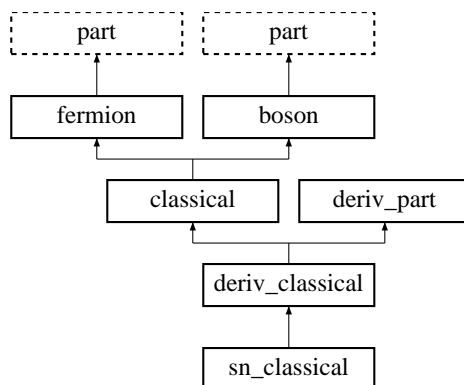 part
part
fermion
boson
classical
deriv_part
deriv_classical
sn_classical